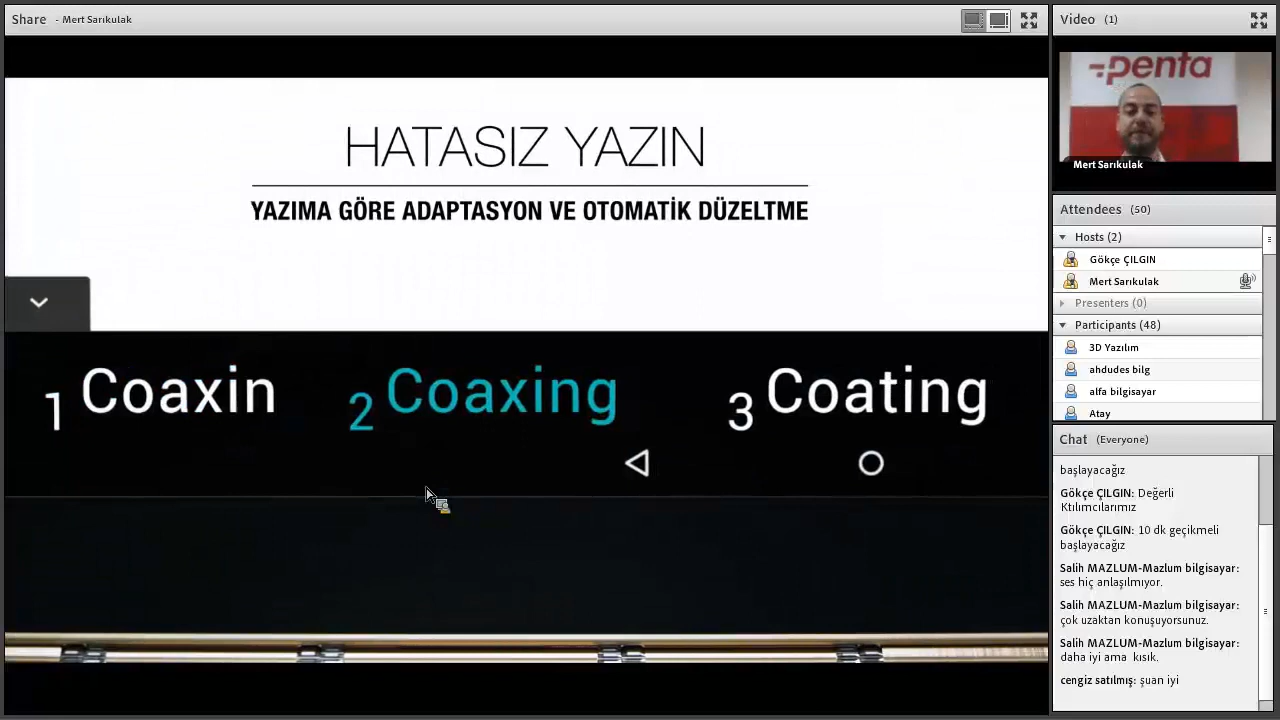 Share - Mert Sarıkulak
HATASIZ YAZIN
YAZIMA GÖRE ADAPTASYON VE OTOMATİK DÜZELTME
1 Coaxin 2 Coaxing 3 Coating
Video (1)
penta
Mert Sarıkulak
Attendees (50)
Hosts (2)
Gökçe ÇILGIN
Mert Sarıkulak
Presenters (0)
Participants (48)
3D Yazılım
ahdudes bilg
alfa bilgisayar
Atay
Chat (Everyone)
başlayacağız
Gökçe ÇILGIN: Değerli
Ktılımcılarımız
Gökçe ÇILGIN: 10 dk geçikmeli
başlayacağız
Salih MAZLUM-Mazlum bilgisayar:
ses hiç anlaşılmıyor.
Salih MAZLUM-Mazlum bilgisayar:
çok uzaktan konuşuyorsunuz.
Salih MAZLUM-Mazlum bilgisayar:
daha iyi ama kısık.
cengiz satılmış: şuan iyi